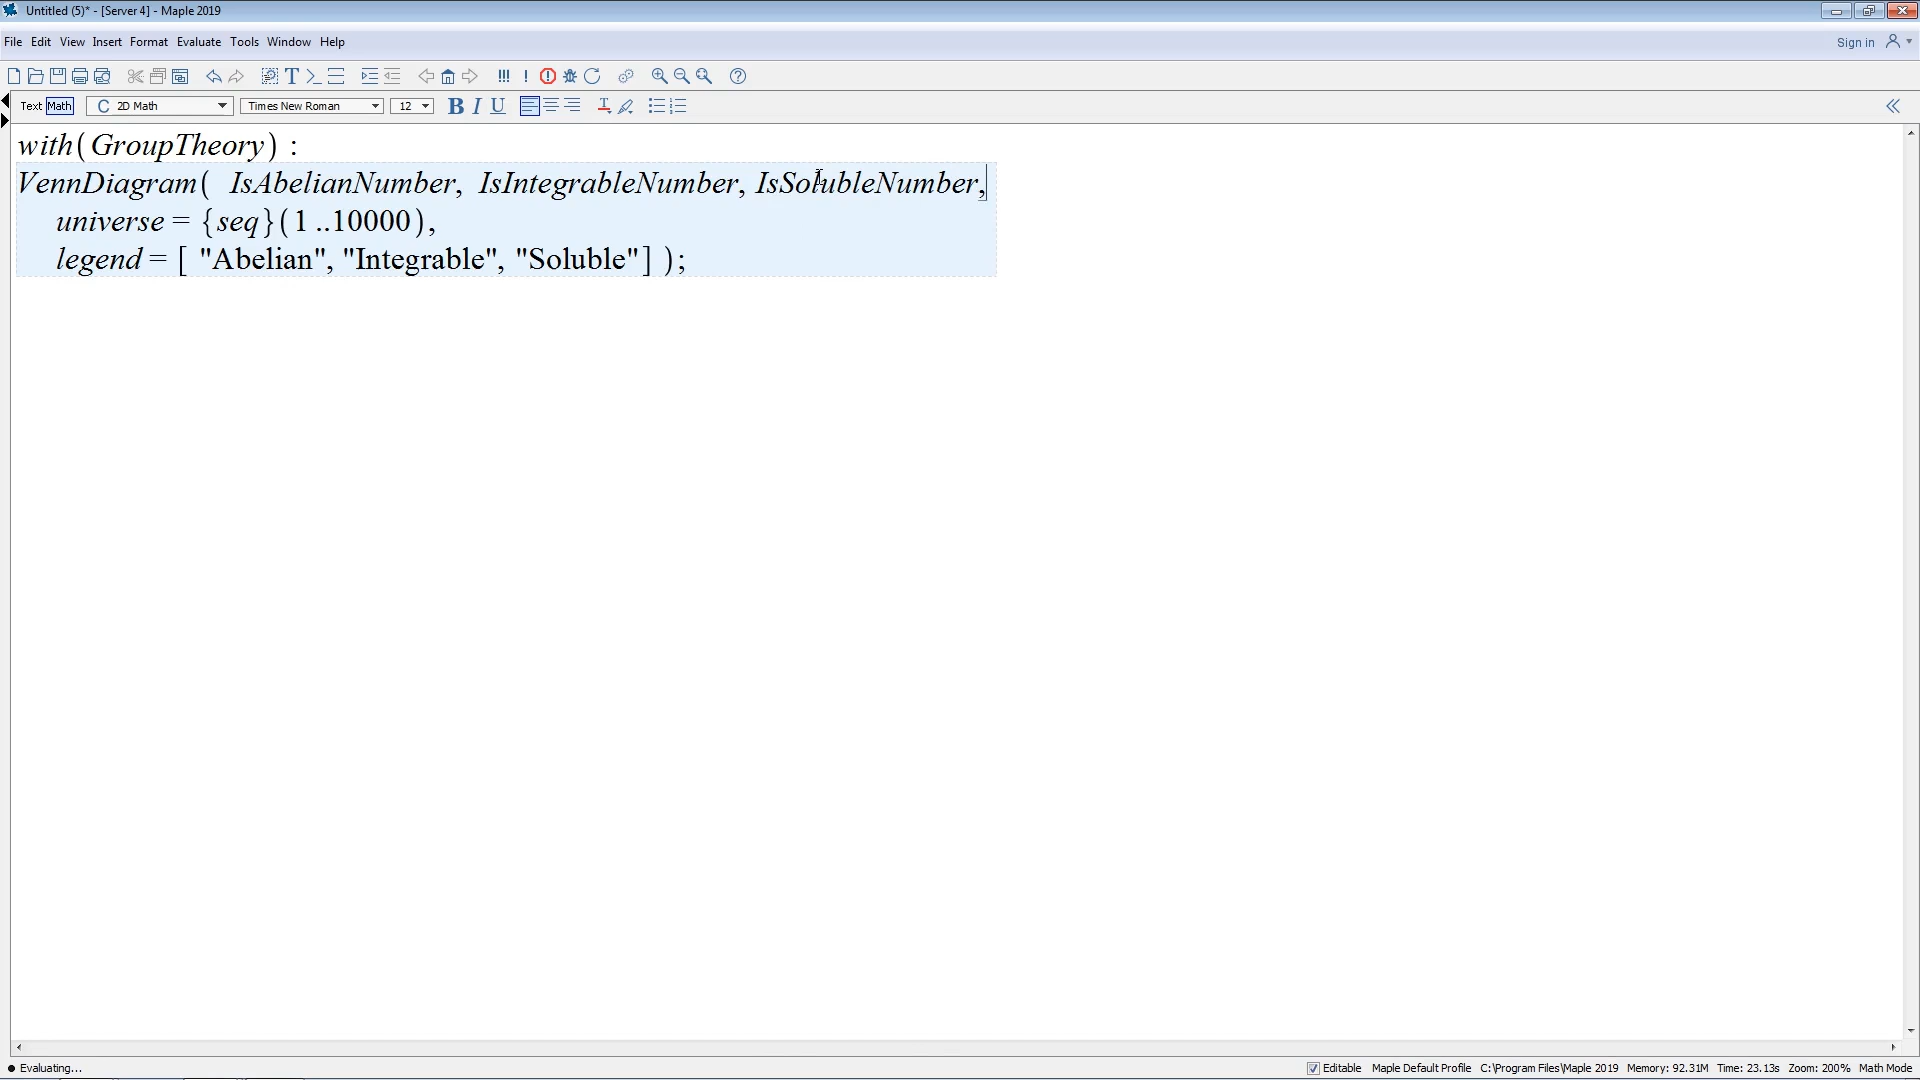 Untitled (5)* - [Server 4] - Maple 2019
File Edit View Insert Format Evaluate Tools Window Help
Sign in
Text Math C 2D Math Times New Roman 12 B I U
with(GroupTheory) :
VennDiagram( IsAbelianNumber, IsIntegrableNumber, IsSolubleNumber,
universe = {seq}(1 ..10000),
legend = [ "Abelian", "Integrable", "Soluble"] );
Evaluating... Editable Maple Default Profile C:\Program Files\Maple 2019 Memory: 92.31M Time: 23.13s Zoom: 200% Math Mode